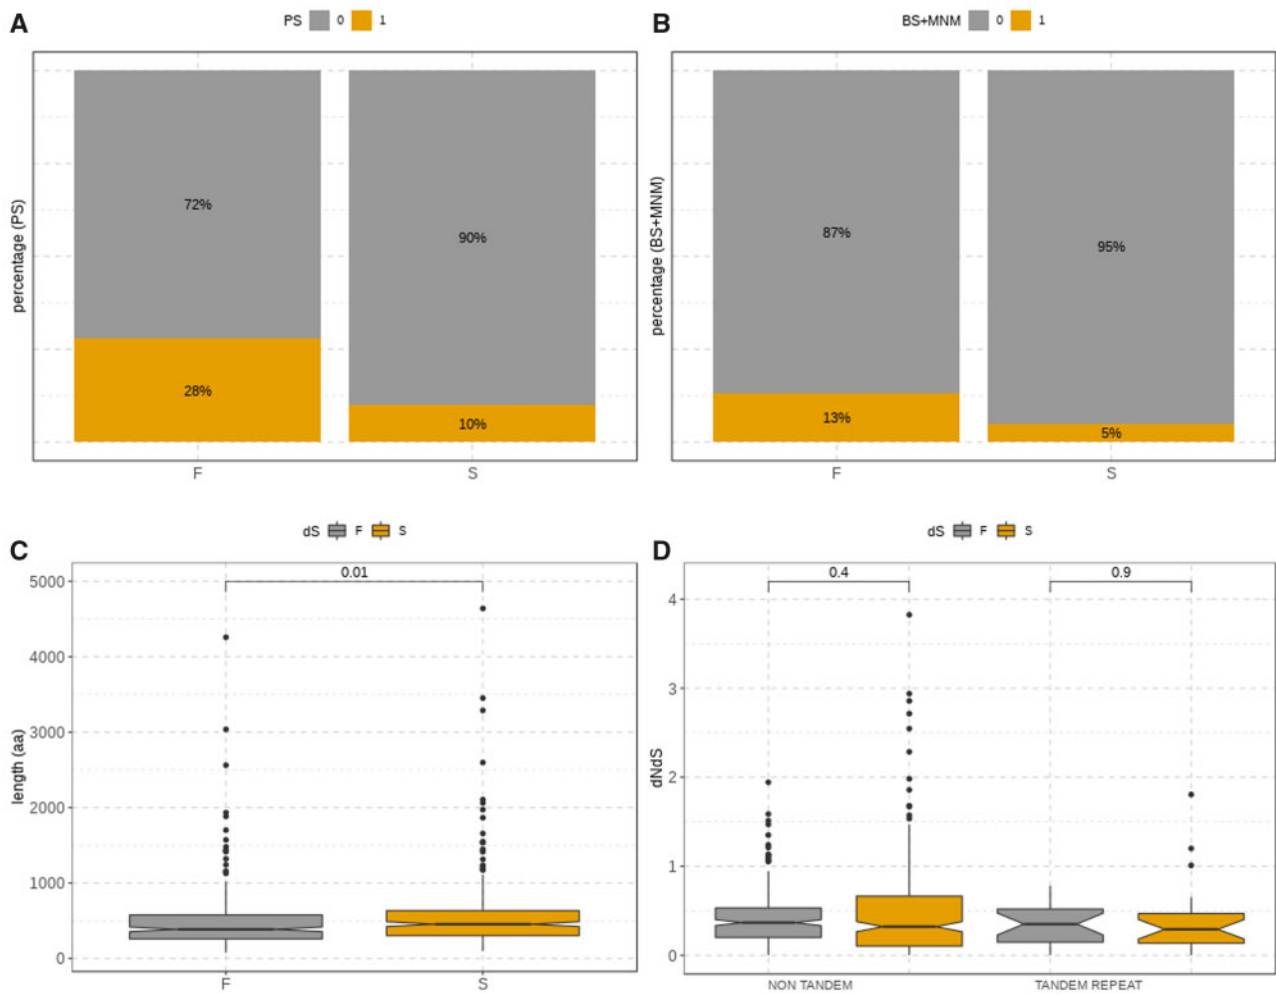 A
PS 0 1
percentage (PS)
72%
90%
28%
10%
F S
B
BS+MNM 0 1
percentage (BS+MNM)
87%
95%
13%
5%
F S
C
dS F S
length (aa)
0.01
5000
4000
3000
2000
1000
0
F S
D
dS F S
dNdS
0.4 0.9
4
3
2
1
0
NON TANDEM TANDEM REPEAT